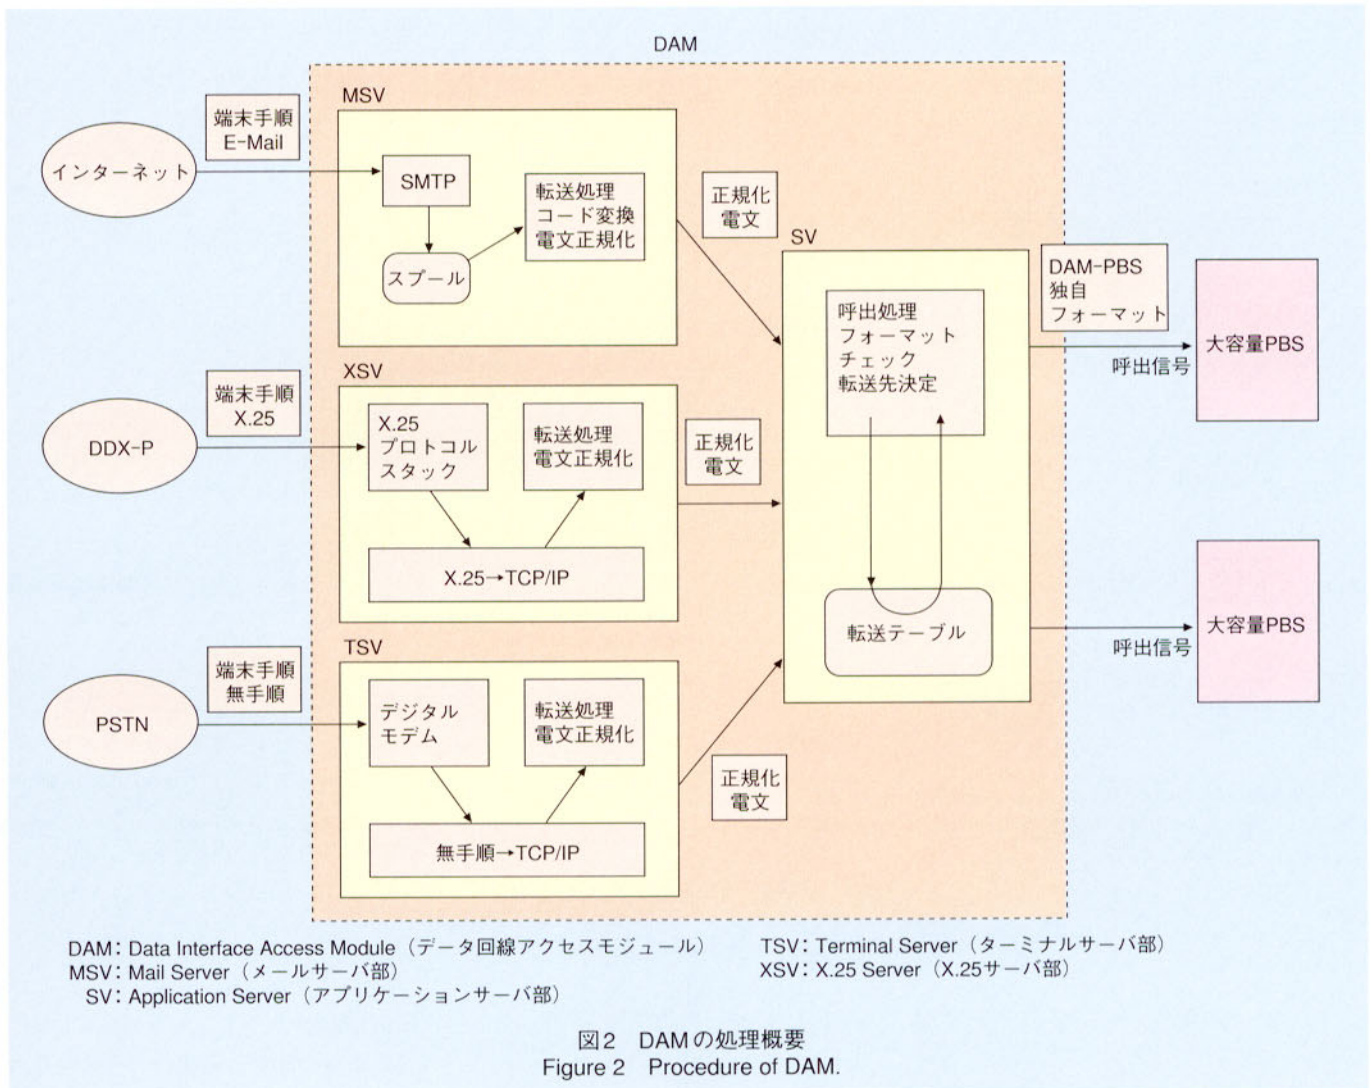 DAM
MSV
端末手順
E-Mail
インターネット
SMTP
スプール
転送処理
コード変換
電文正規化
正規化
電文
SV
呼出処理
フォーマット
チェック
転送先決定
転送テーブル
DAM-PBS
独自
フォーマット
呼出信号
大容量PBS
XSV
端末手順
X.25
DDX-P
X.25
プロトコル
スタック
転送処理
電文正規化
X.25→TCP/IP
正規化
電文
呼出信号
大容量PBS
TSV
端末手順
無手順
PSTN
デジタル
モデム
転送処理
電文正規化
無手順→TCP/IP
正規化
電文
DAM：Data Interface Access Module（データ回線アクセスモジュール）
MSV：Mail Server（メールサーバ部）
SV：Application Server（アプリケーションサーバ部）
TSV：Terminal Server（ターミナルサーバ部）
XSV：X.25 Server（X.25サーバ部）
図2　DAMの処理概要
Figure 2　Procedure of DAM.